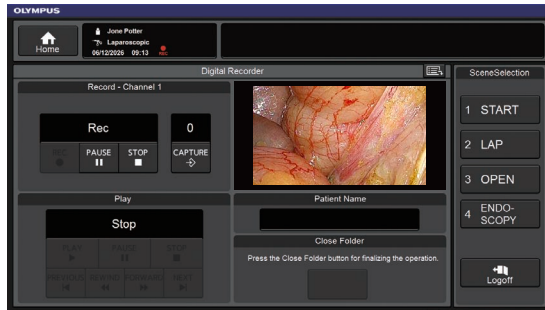 OLYMPUS
Home
Jone Potter
Laparoscopic
06/12/2026 09:13 REC
Digital Recorder
SceneSelection
Record - Channel 1
Rec
0
REC
PAUSE
STOP
CAPTURE
1 START
2 LAP
3 OPEN
4 ENDO-
SCOPY
Play
Stop
PLAY
PAUSE
STOP
PREVIOUS
REWIND
FORWARD
NEXT
Patient Name
Close Folder
Press the Close Folder button for finalizing the operation.
Logoff